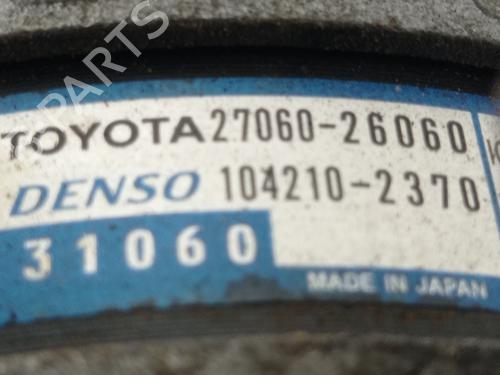 TOYOTA 27060-26060
DENSO 104210-2370
31060
MADE IN JAPAN
PARTS